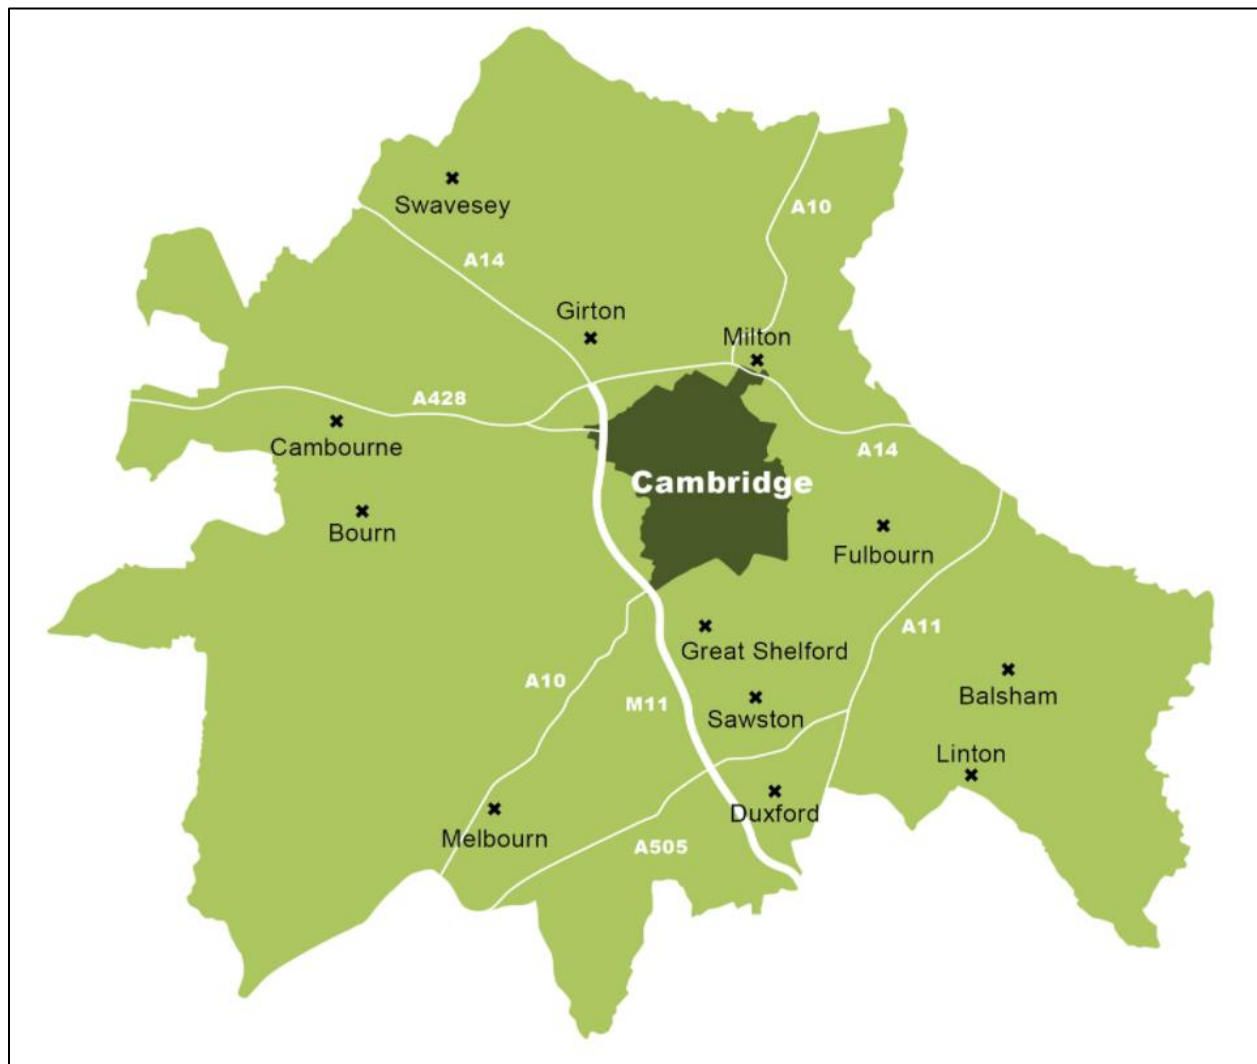 Swavesey
A10
A14
Girton
Milton
A428
Cambourne
A14
Cambridge
Bourn
Fulbourn
A11
Great Shelford
A10
Balsham
M11
Sawston
Linton
Duxford
Melbourn
A505